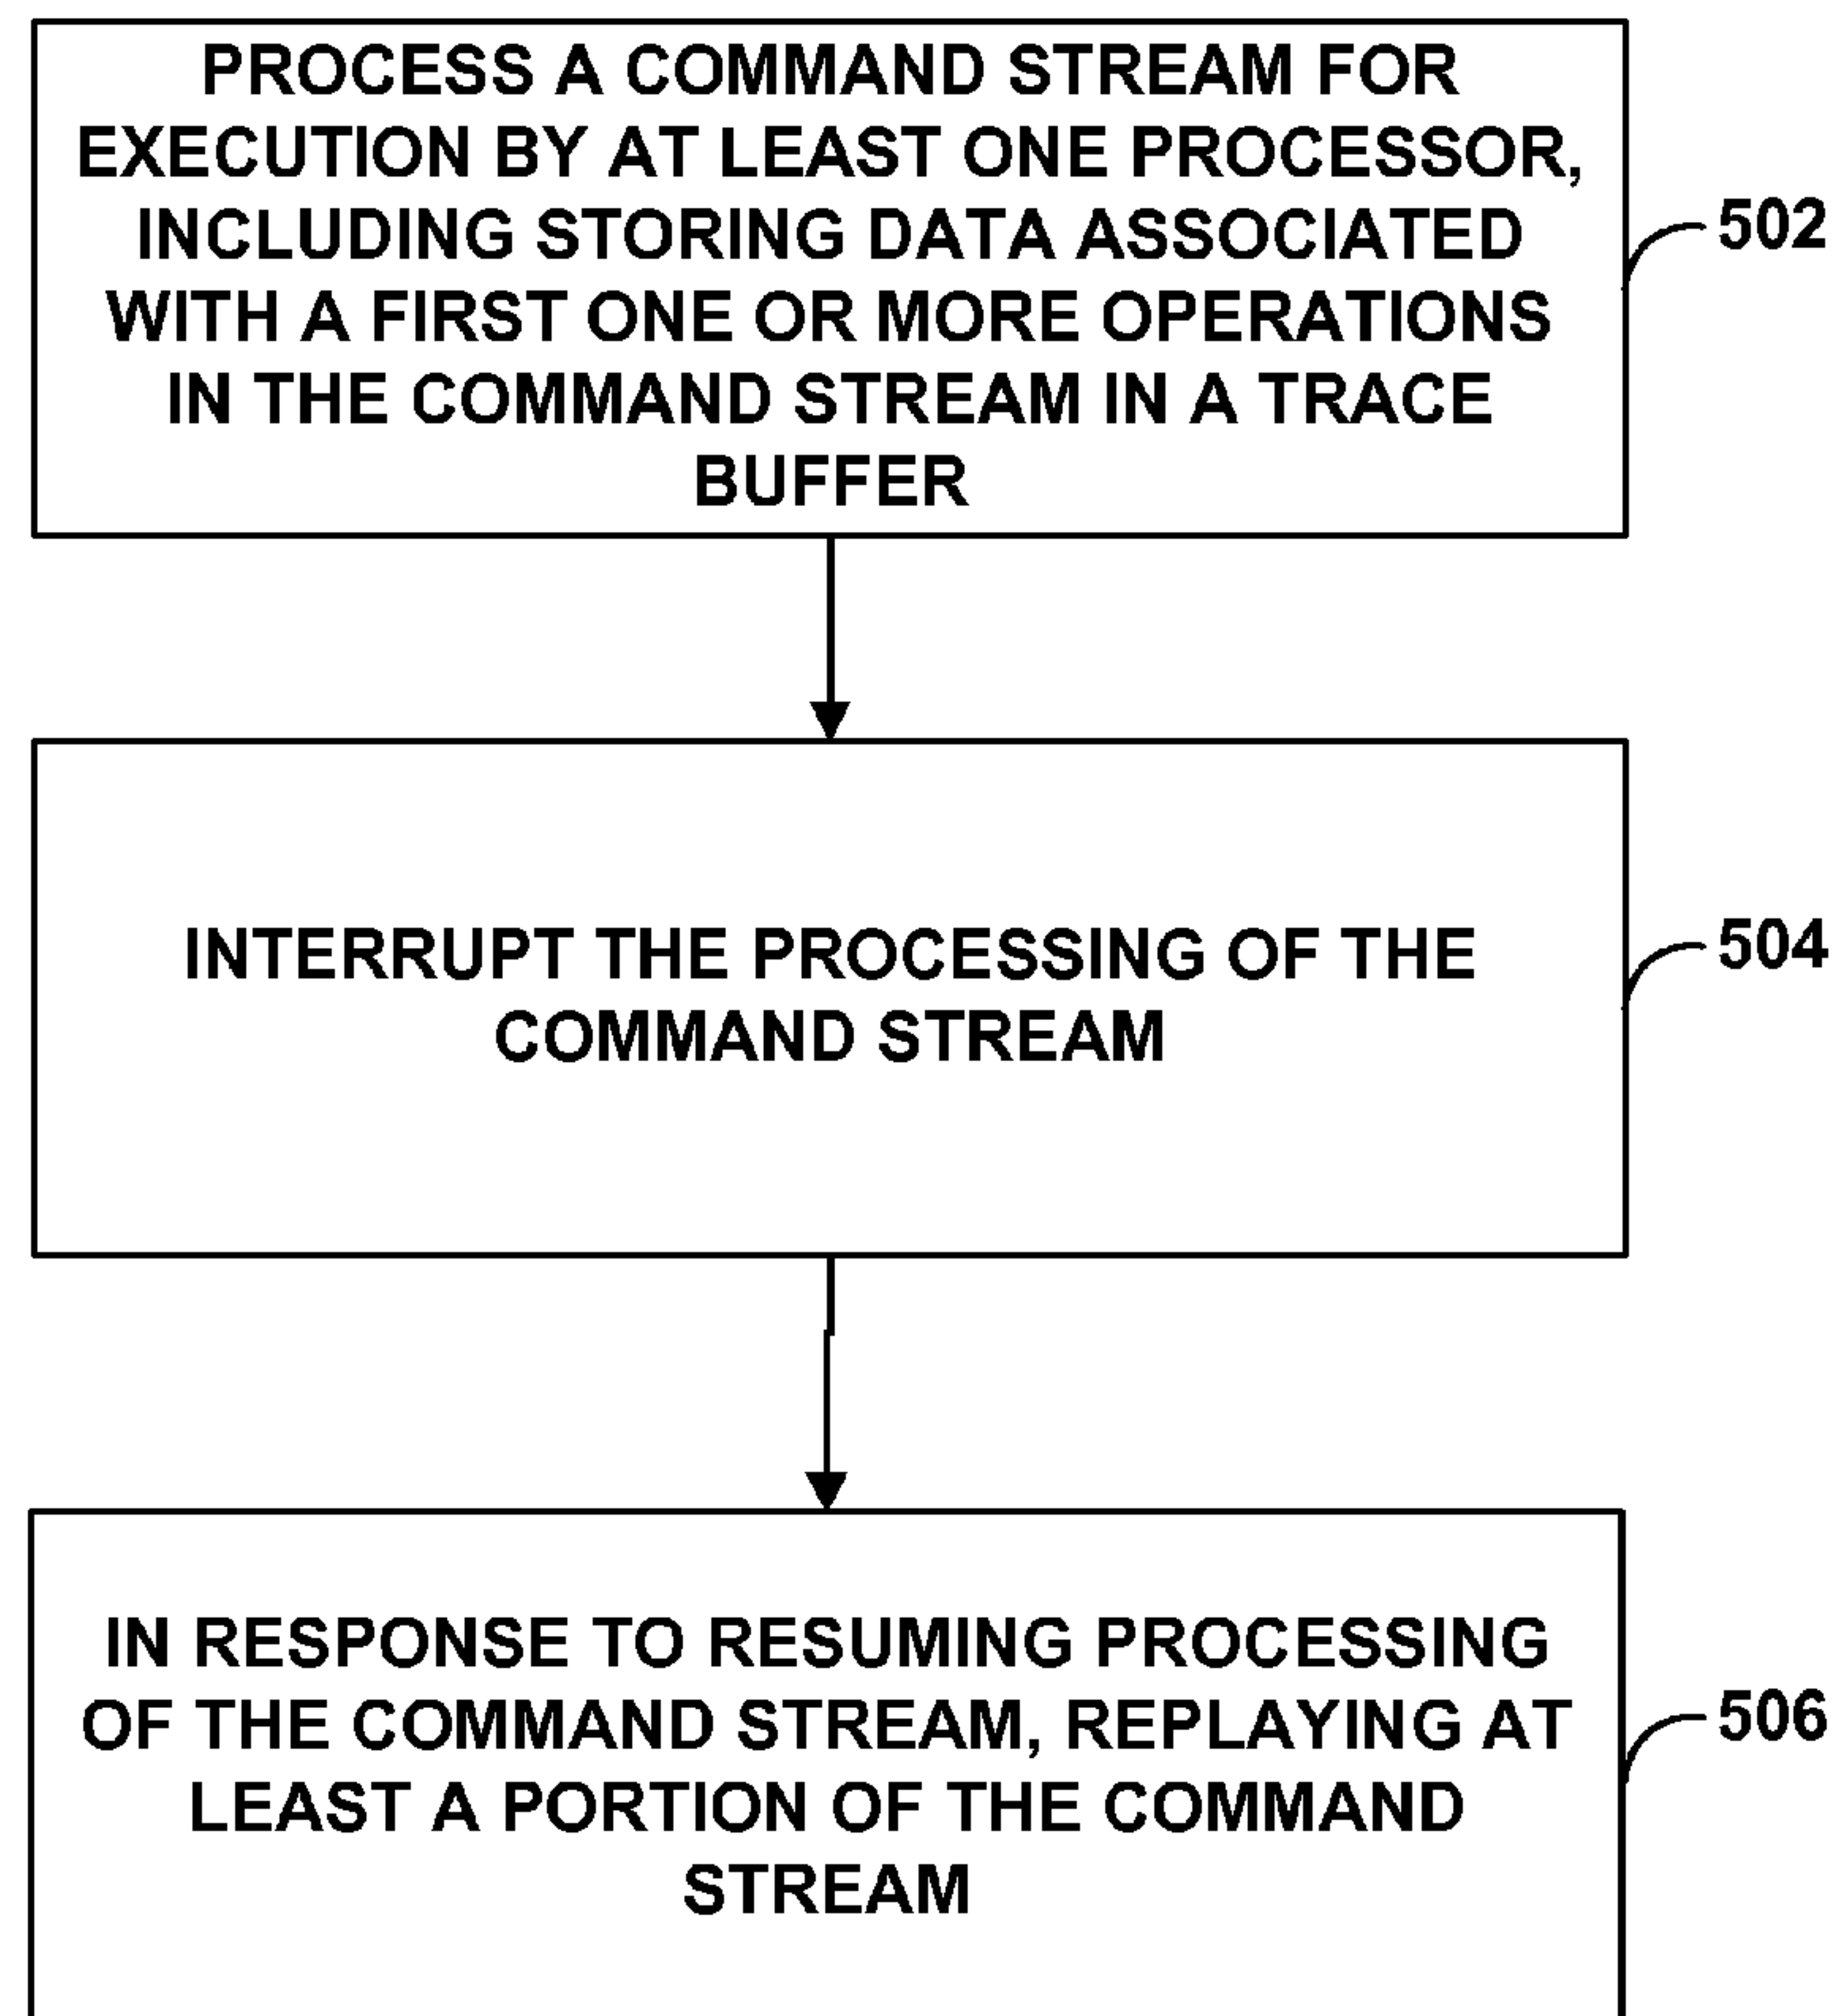 PROCESS A COMMAND STREAM FOR
EXECUTION BY AT LEAST ONE PROCESSOR,
INCLUDING STORING DATA ASSOCIATED
WITH A FIRST ONE OR MORE OPERATIONS
IN THE COMMAND STREAM IN A TRACE
BUFFER
502
INTERRUPT THE PROCESSING OF THE
COMMAND STREAM
504
IN RESPONSE TO RESUMING PROCESSING
OF THE COMMAND STREAM, REPLAYING AT
LEAST A PORTION OF THE COMMAND
STREAM
506